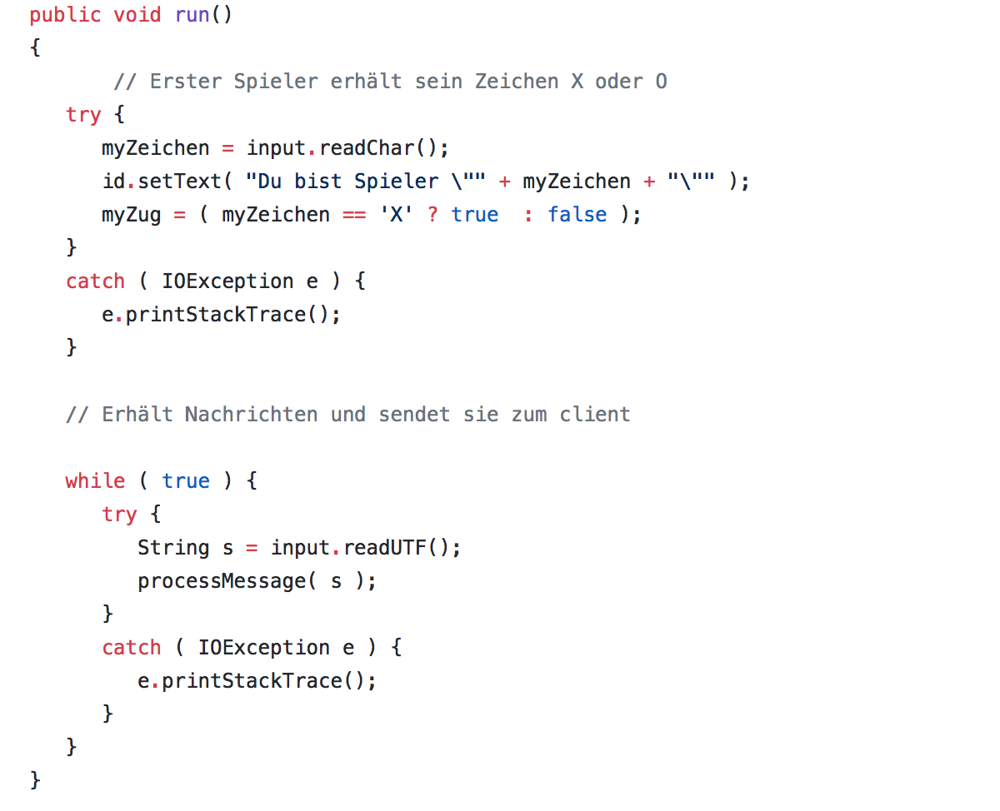 public void run()
{
       // Erster Spieler erhält sein Zeichen X oder O
   try {
      myZeichen = input.readChar();
      id.setText( "Du bist Spieler \"" + myZeichen + "\"" );
      myZug = ( myZeichen == 'X' ? true  : false );
   }
   catch ( IOException e ) {
      e.printStackTrace();
   }

   // Erhält Nachrichten und sendet sie zum client

   while ( true ) {
      try {
         String s = input.readUTF();
         processMessage( s );
      }
      catch ( IOException e ) {
         e.printStackTrace();
      }
   }
}